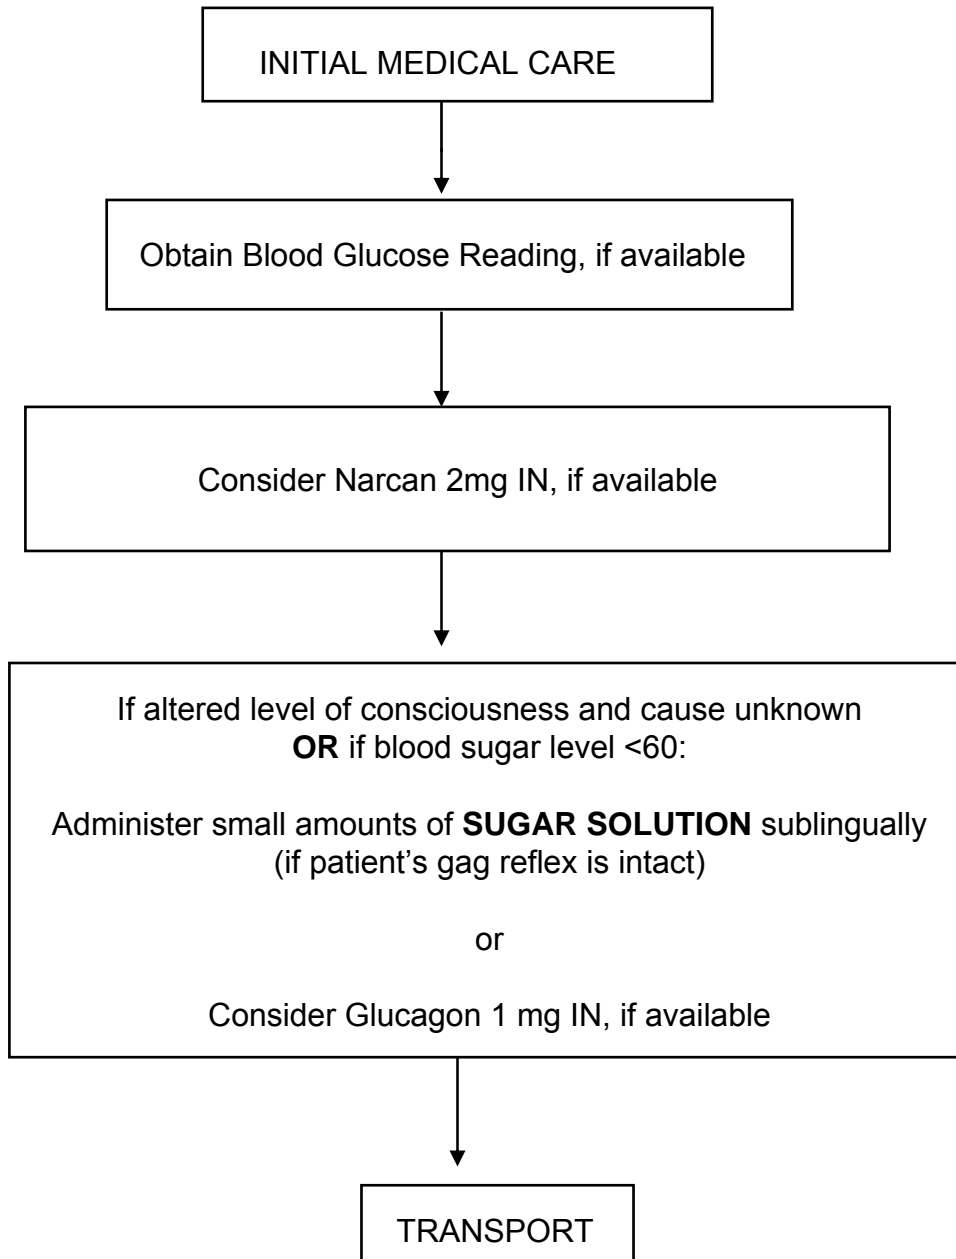 INITIAL MEDICAL CARE
Obtain Blood Glucose Reading, if available
Consider Narcan 2mg IN, if available
If altered level of consciousness and cause unknown
OR if blood sugar level <60:
Administer small amounts of SUGAR SOLUTION sublingually
(if patient’s gag reflex is intact)
or
Consider Glucagon 1 mg IN, if available
TRANSPORT